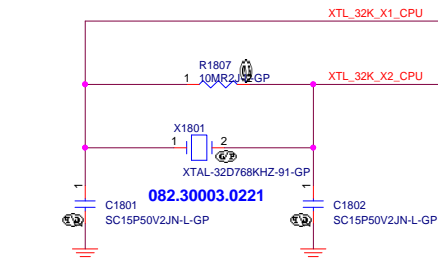 XTL_32K_X1_CPU
R1807
1
10MR2J-
-GP
XTL_32K_X2_CPU
X1801
1
2
G/P
XTAL-32D768KHZ-91-GP
082.30003.0221
1
C1801
SC15P50V2JN-L-GP
1
C1802
SC15P50V2JN-L-GP